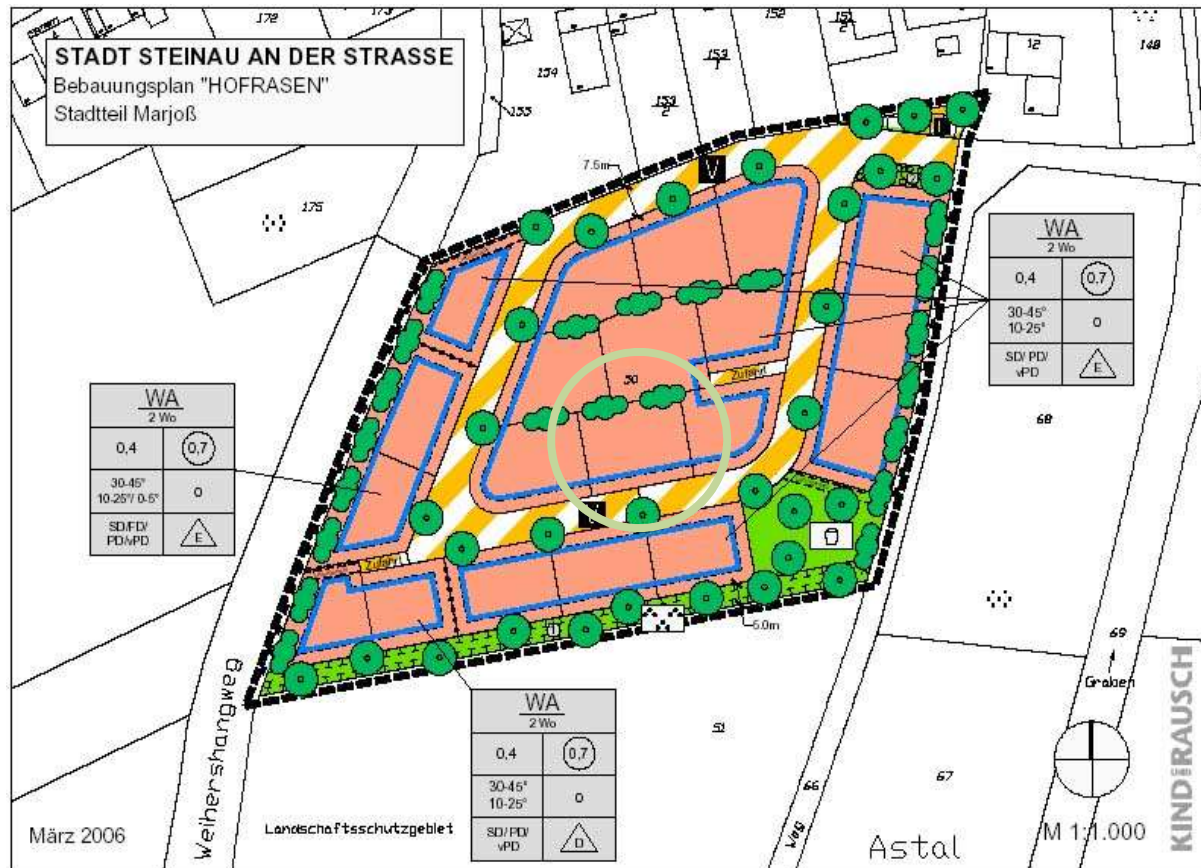 172
173
152
151
2
STADT STEINAU AN DER STRASSE
Bebauungsplan "HOFRASEN"
Stadtteil Marjoß
154
155
153
1
153
2
12
148
175
7.5m
V
WA
2 Wo
0,4
0,7
30-45°
10-25°
o
SD/ PD/
vPD
E
50
Zufahrt
WA
2 Wo
0,4
0,7
30-45°
10-25°/ 0-5°
o
SD/FD/
PD/vPD
E
V
Zufahrt
68
5.0m
1
69
Graben
WA
2 Wo
0,4
0,7
30-45°
10-25°
o
SD/ PD/
vPD
D
51
66
67
Weg
Weihershangweg
Landschaftsschutzgebiet
März 2006
Astal
M 1:1.000
KIND RAUSCH